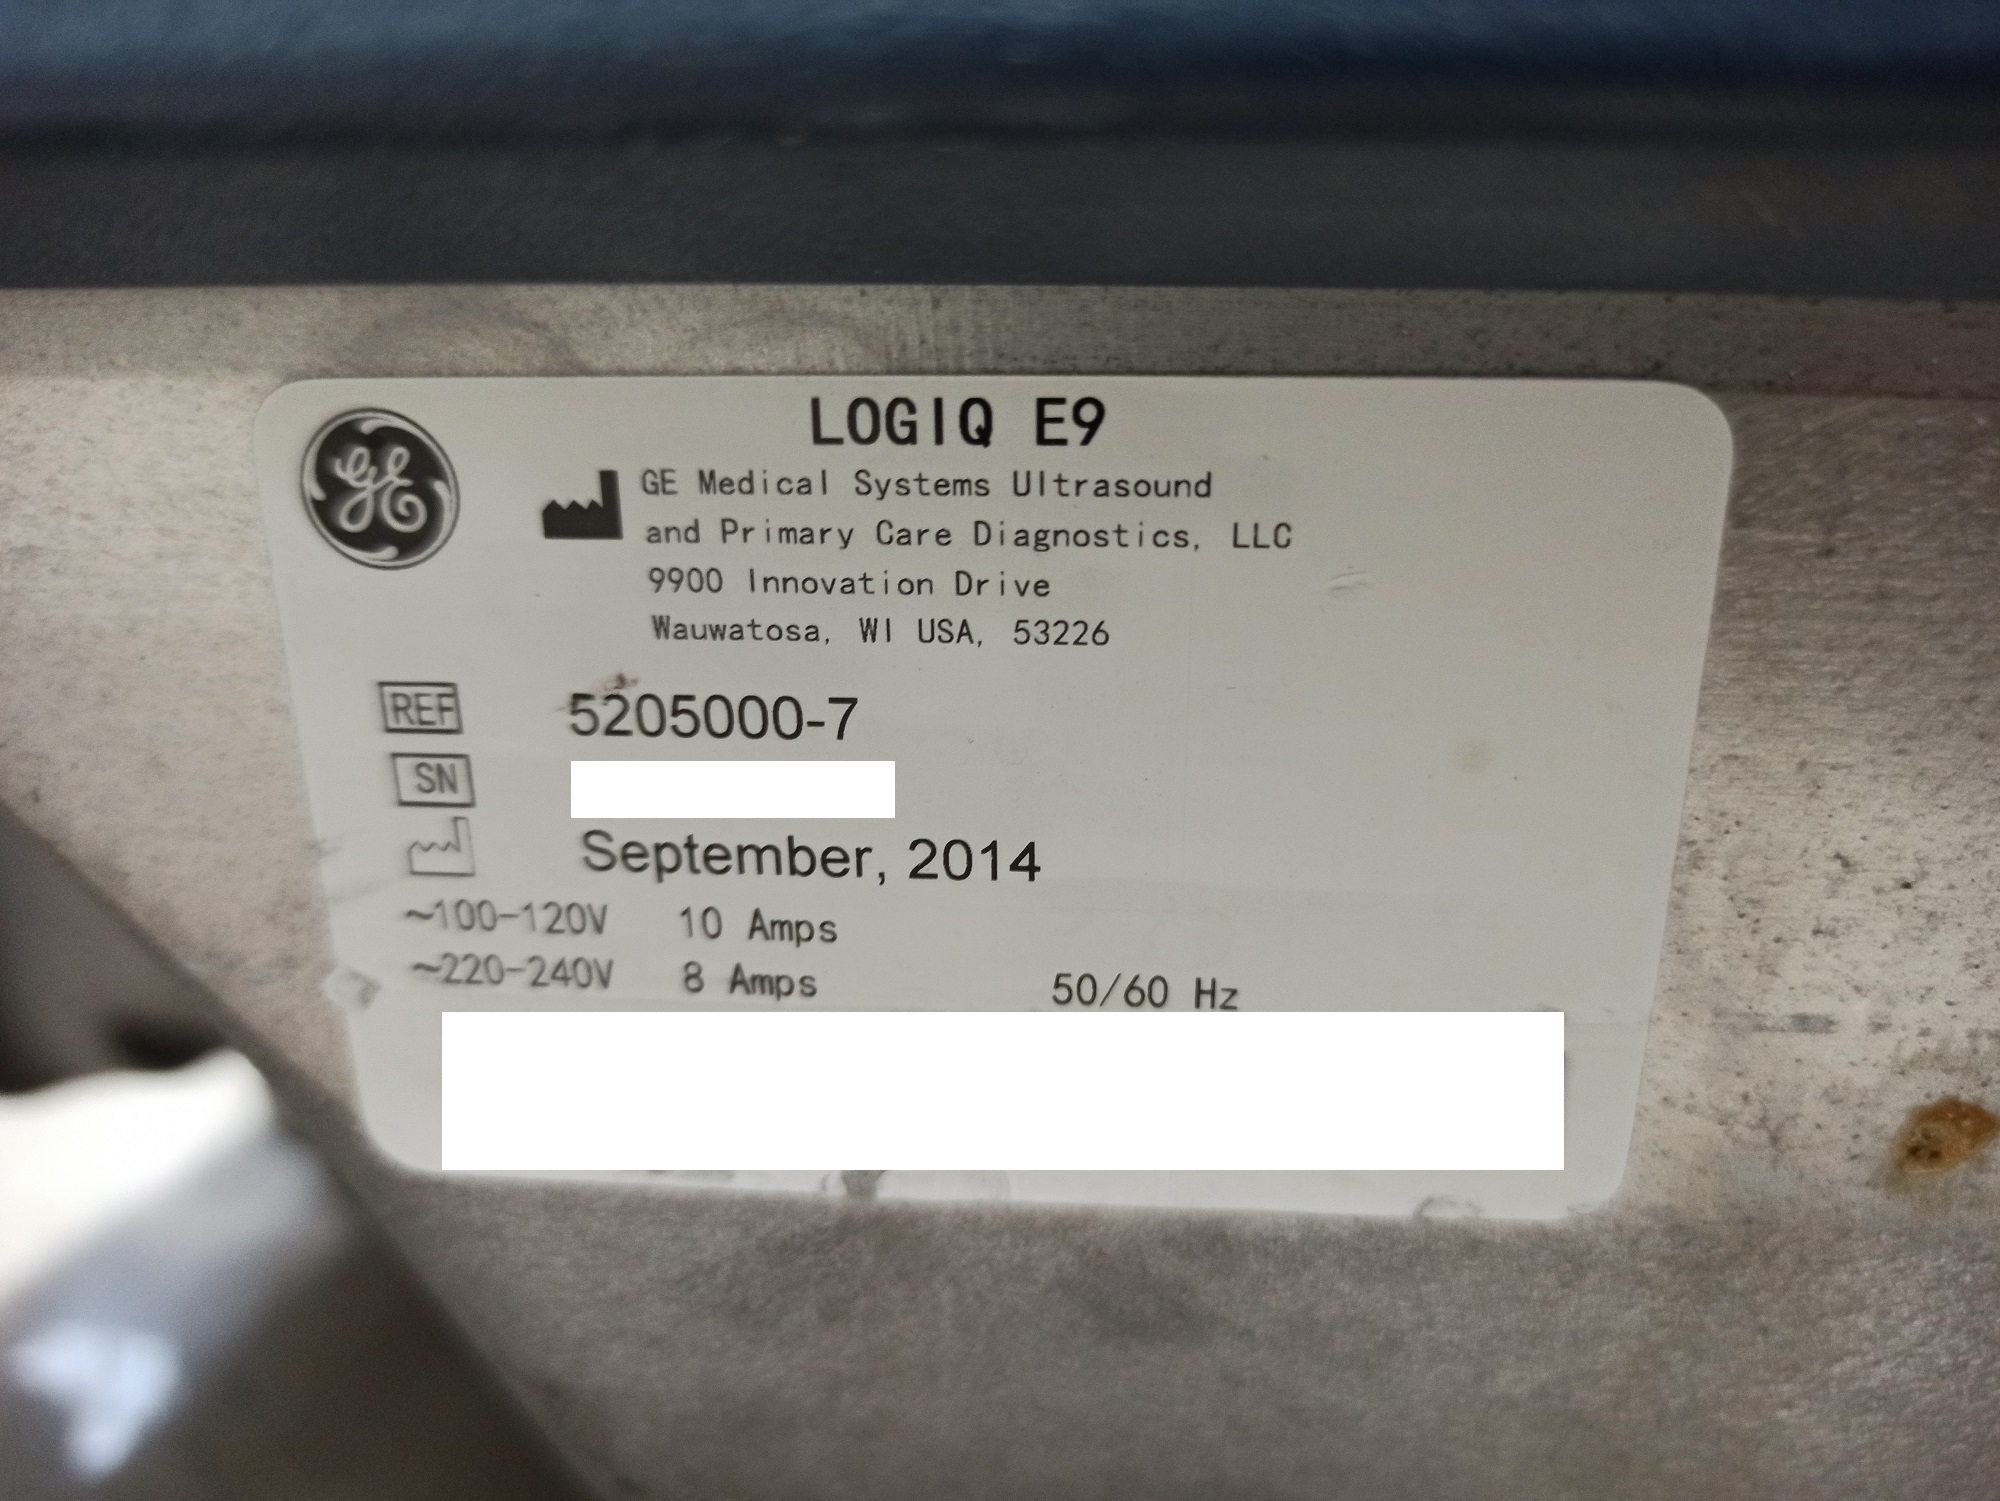 GE
LOGIQ E9
GE Medical Systems Ultrasound
and Primary Care Diagnostics, LLC
9900 Innovation Drive
Wauwatosa, WI USA, 53226
REF 5205000-7
SN
September, 2014
~100-120V 10 Amps
~220-240V 8 Amps 50/60 Hz